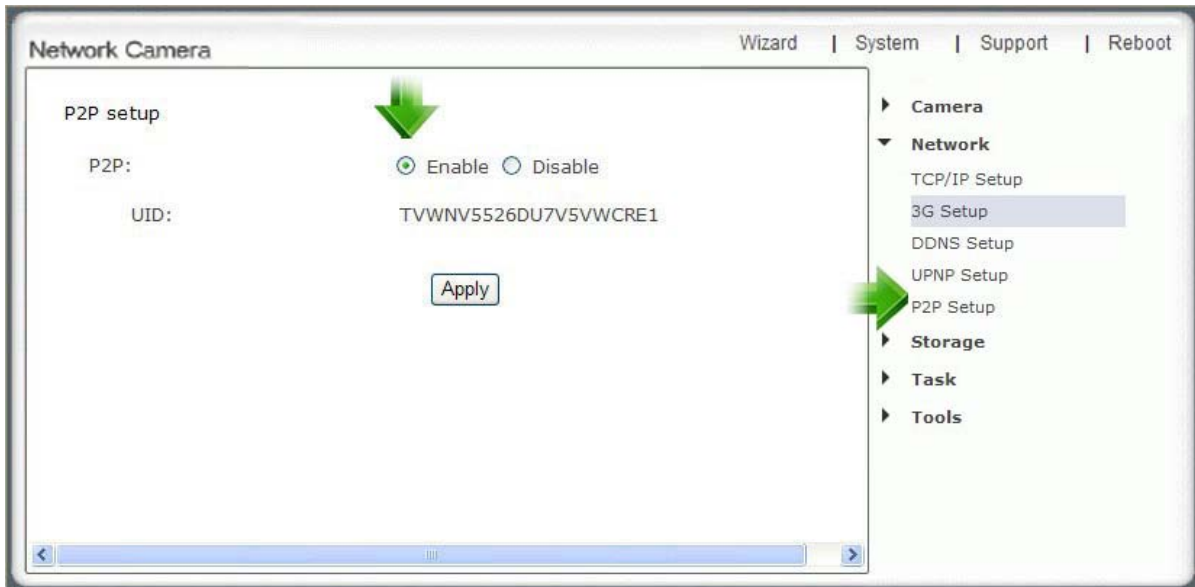 Network Camera
Wizard | System | Support | Reboot
P2P setup
P2P: Enable Disable
UID: TVWNV5526DU7V5VWCRE1
Apply
Camera
Network
TCP/IP Setup
3G Setup
DDNS Setup
UPNP Setup
P2P Setup
Storage
Task
Tools